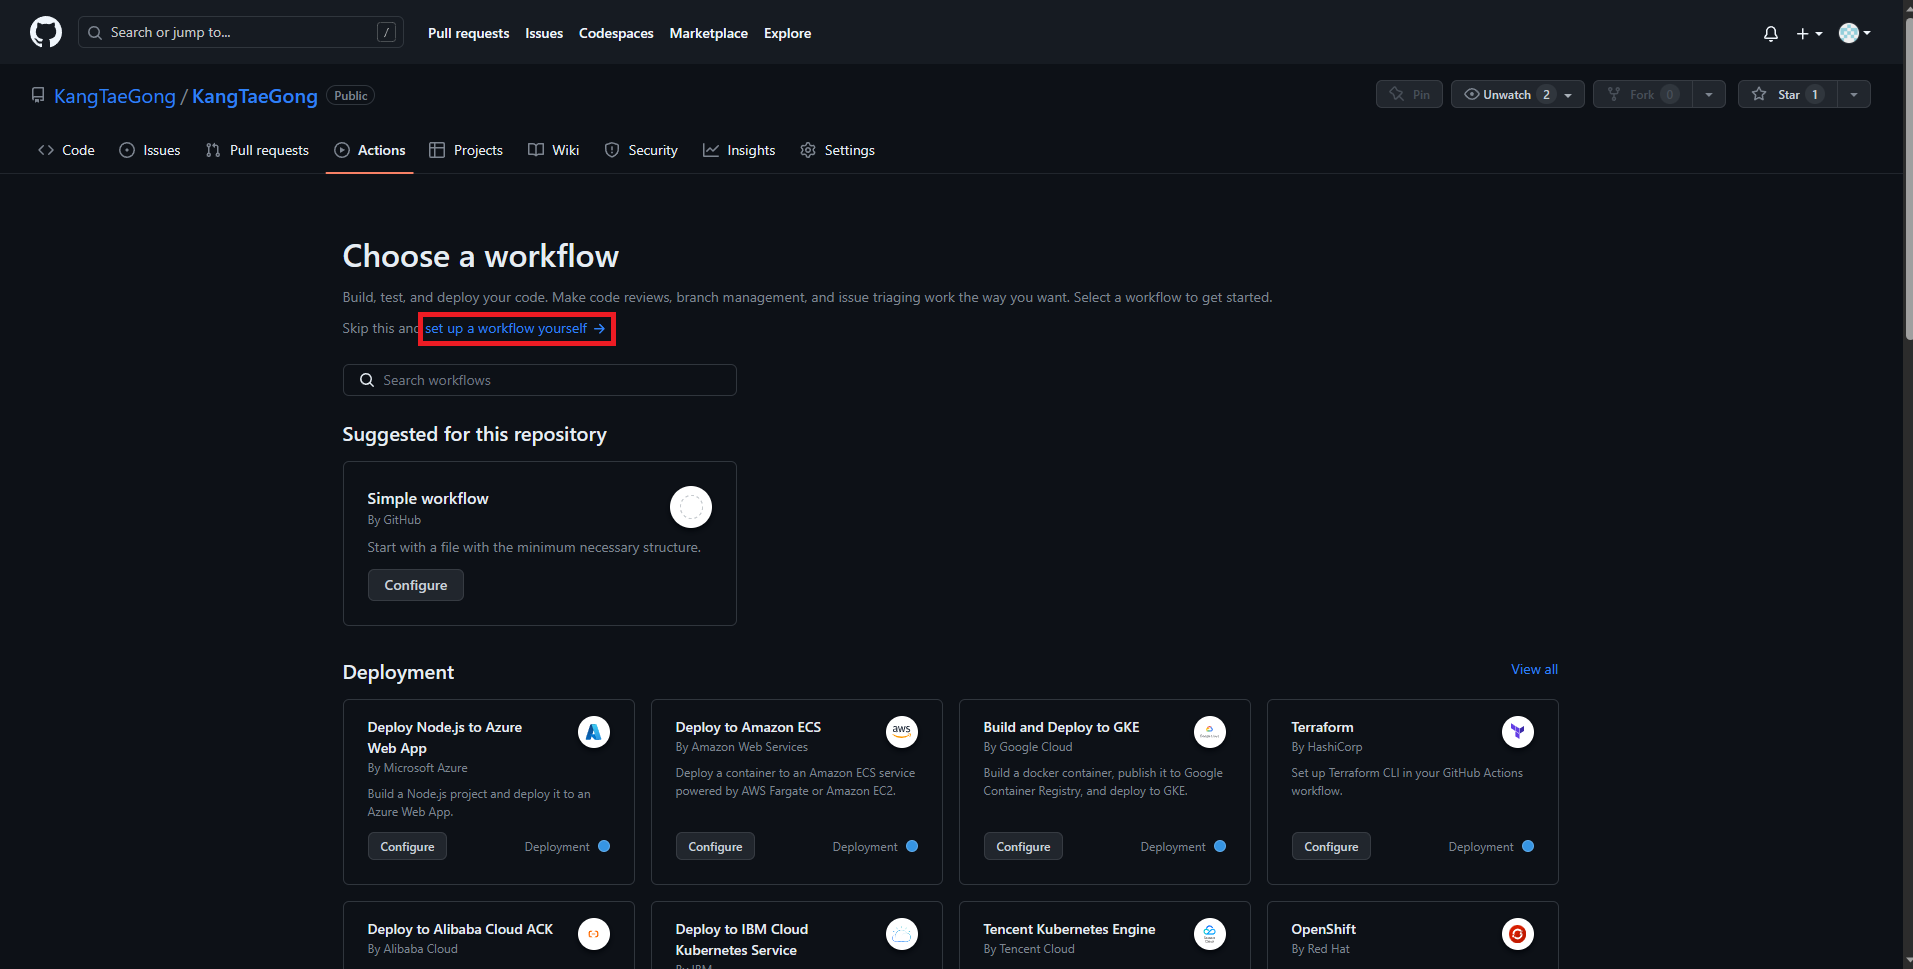 Search or jump to... /
Pull requests Issues Codespaces Marketplace Explore
KangTaeGong / KangTaeGong Public
Pin Unwatch 2 Fork 0 Star 1
Code Issues Pull requests Actions Projects Wiki Security Insights Settings
Choose a workflow
Build, test, and deploy your code. Make code reviews, branch management, and issue triaging work the way you want. Select a workflow to get started.
Skip this and set up a workflow yourself →
Search workflows
Suggested for this repository
Simple workflow
By GitHub
Start with a file with the minimum necessary structure.
Configure
Deployment
View all
Deploy Node.js to Azure
Web App
By Microsoft Azure
Build a Node.js project and deploy it to an
Azure Web App.
Configure Deployment
Deploy to Amazon ECS
aws
By Amazon Web Services
Deploy a container to an Amazon ECS service
powered by AWS Fargate or Amazon EC2.
Configure Deployment
Build and Deploy to GKE
By Google Cloud
Build a docker container, publish it to Google
Container Registry, and deploy to GKE.
Configure Deployment
Terraform
By HashiCorp
Set up Terraform CLI in your GitHub Actions
workflow.
Configure Deployment
Deploy to Alibaba Cloud ACK
By Alibaba Cloud
Deploy to IBM Cloud
Kubernetes Service
By IBM
Tencent Kubernetes Engine
By Tencent Cloud
OpenShift
By Red Hat